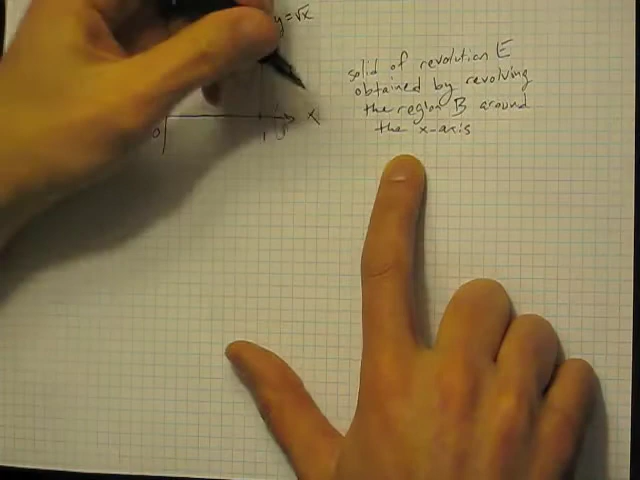 y=√x
solid of revolution E
obtained by revolving
the region B around
the x-axis
x
0
1